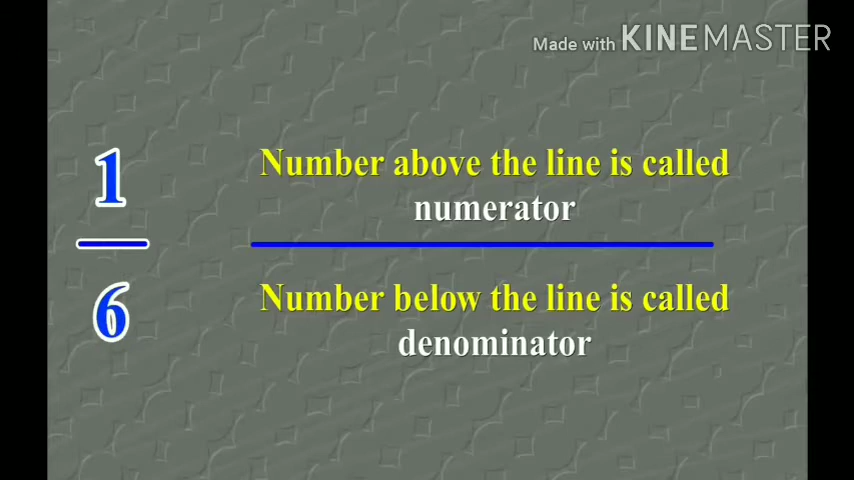 Made with KINEMASTER
1
6
Number above the line is called
numerator
Number below the line is called
denominator